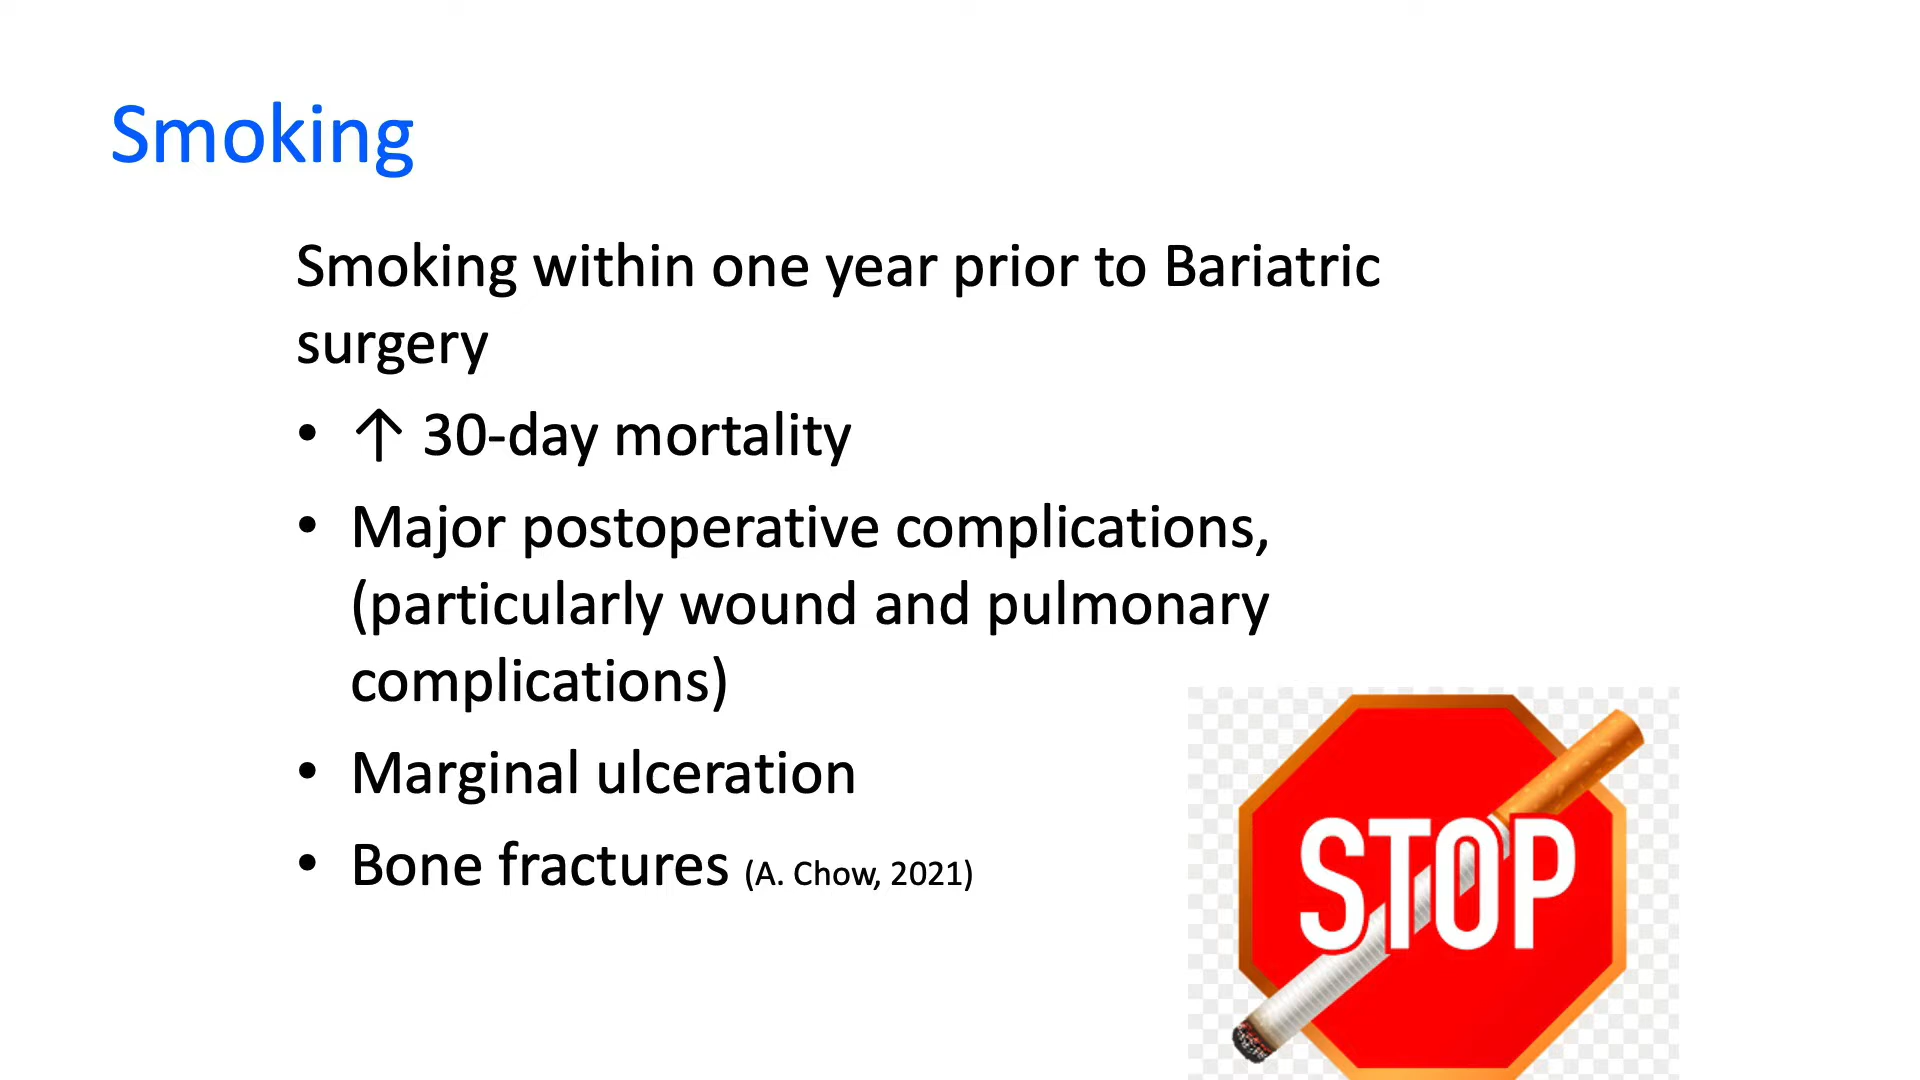 Smoking
Smoking within one year prior to Bariatric
surgery
• ↑ 30-day mortality
• Major postoperative complications,
(particularly wound and pulmonary
complications)
• Marginal ulceration
• Bone fractures (A. Chow, 2021)
STOP